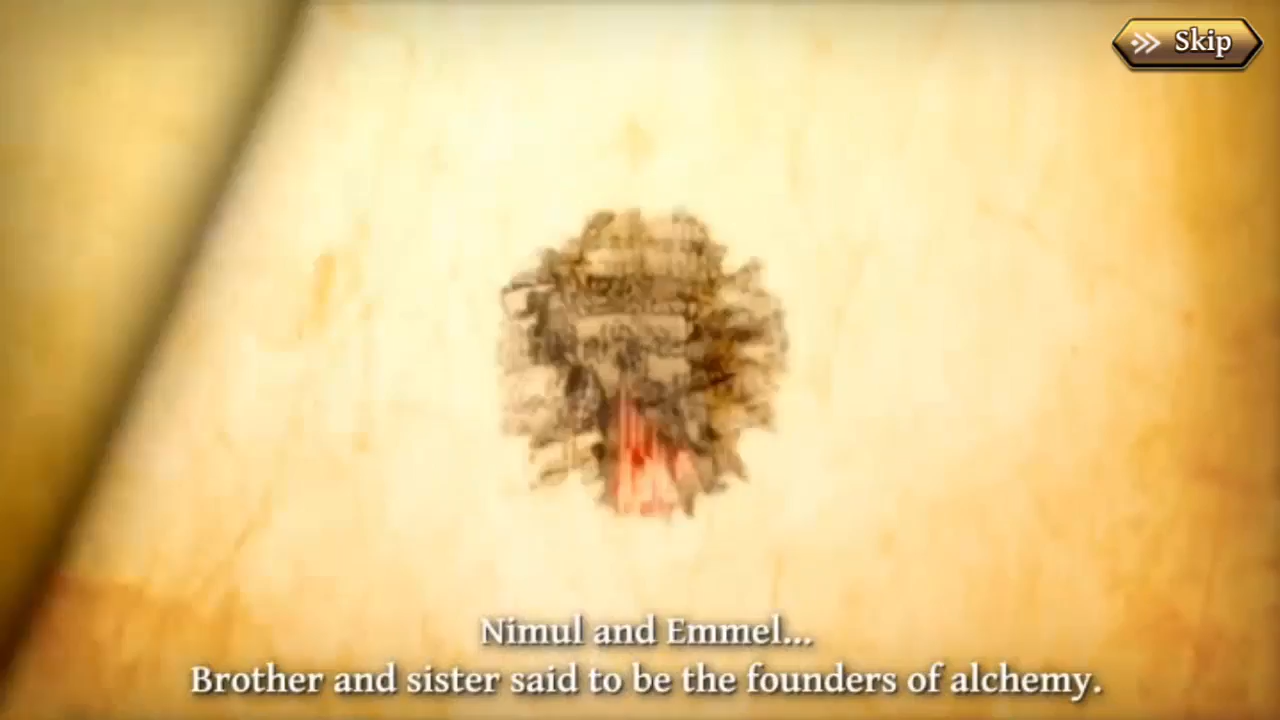 Skip
Nimul and Emmel...
Brother and sister said to be the founders of alchemy.